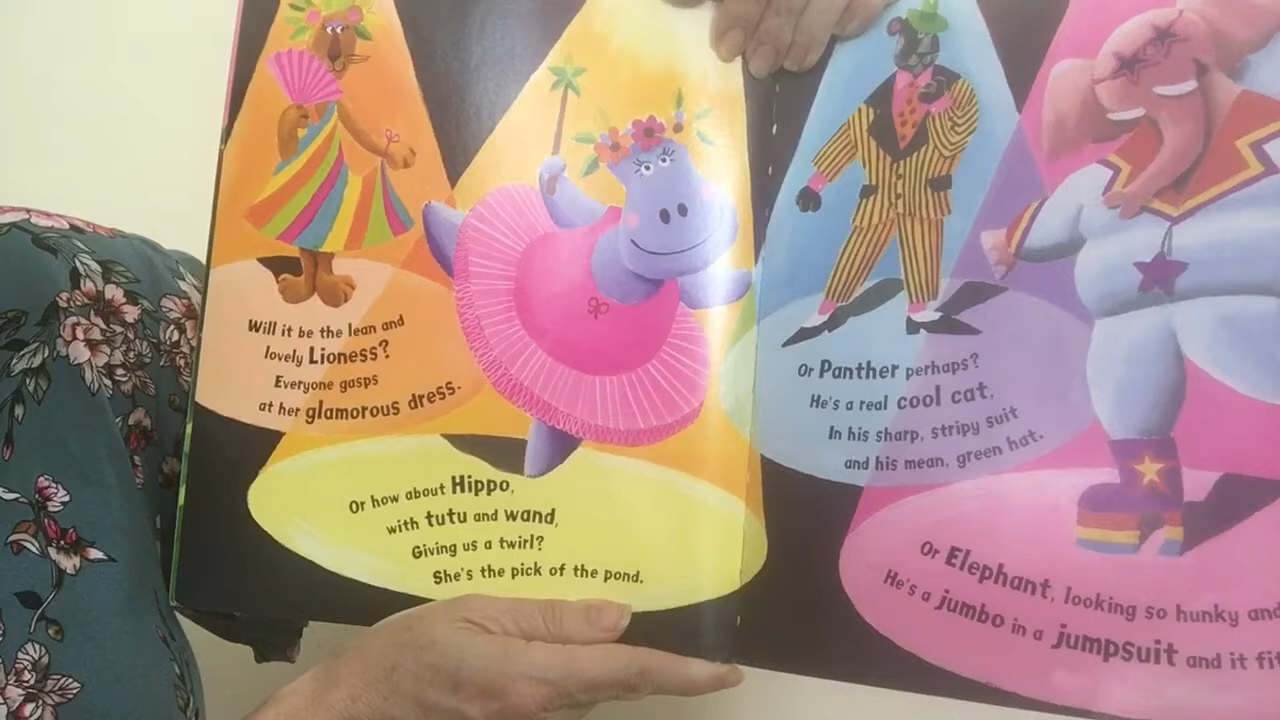 Will it be the lean and
lovely Lioness?
Everyone gasps
at her glamorous dress.
Or how about Hippo,
with tutu and wand,
Giving us a twirl?
She's the pick of the pond.
Or Panther perhaps?
He's a real cool cat,
In his sharp, stripy suit
and his mean, green hat.
Or Elephant, looking so hunky and
He's a jumbo in a jumpsuit and it